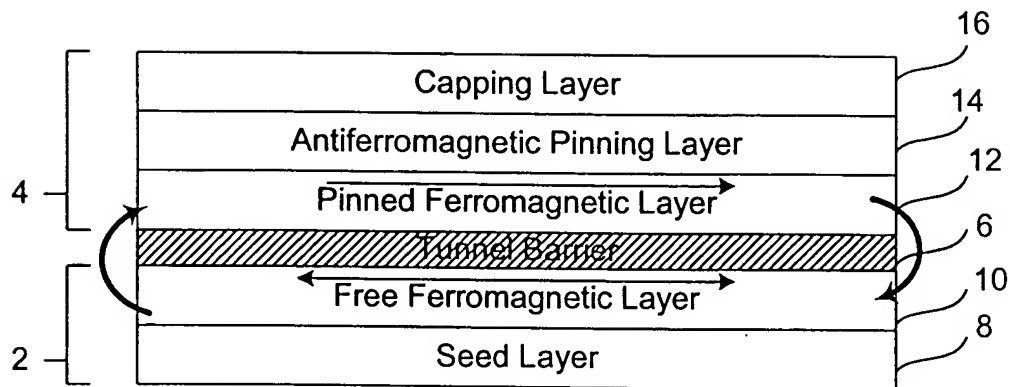 16
Capping Layer
14
Antiferromagnetic Pinning Layer
4
12
Pinned Ferromagnetic Layer
6
Tunnel Barrier
10
Free Ferromagnetic Layer
8
2
Seed Layer